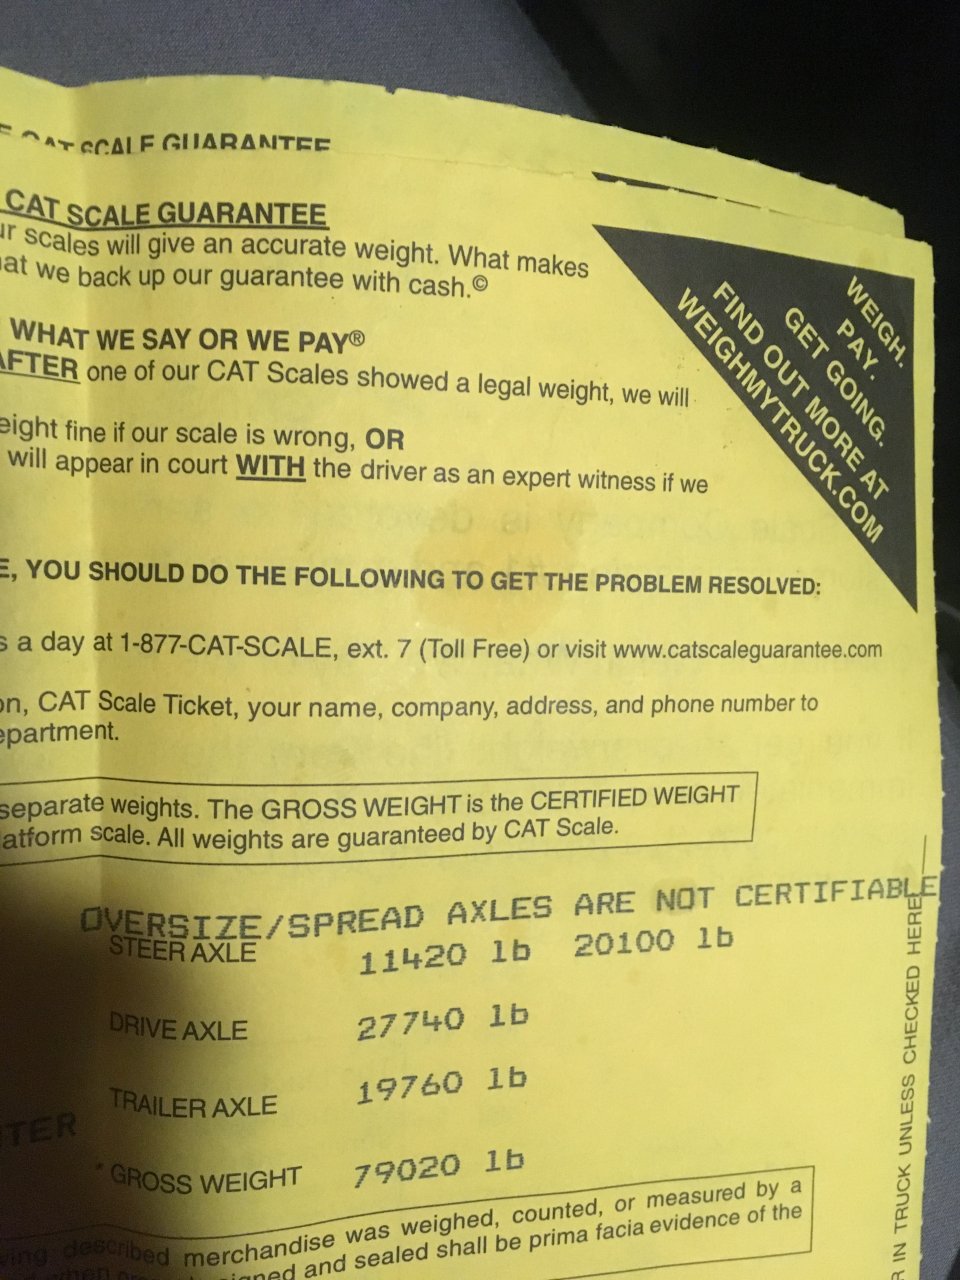 CAT SCALE GUARANTEE
CAT SCALE GUARANTEE
ur scales will give an accurate weight. What makes
at we back up our guarantee with cash.©
WHAT WE SAY OR WE PAY®
AFTER one of our CAT Scales showed a legal weight, we will
eight fine if our scale is wrong, OR
will appear in court WITH the driver as an expert witness if we
E, YOU SHOULD DO THE FOLLOWING TO GET THE PROBLEM RESOLVED:
s a day at 1-877-CAT-SCALE, ext. 7 (Toll Free) or visit www.catscaleguarantee.com
on, CAT Scale Ticket, your name, company, address, and phone number to
epartment.
separate weights. The GROSS WEIGHT is the CERTIFIED WEIGHT
latform scale. All weights are guaranteed by CAT Scale.
WEIGH.
PAY.
GET GOING.
FIND OUT MORE AT
WEIGHMYTRUCK.COM
OVERSIZE/SPREAD AXLES ARE NOT CERTIFIABLE
STEER AXLE 11420 lb 20100 lb
DRIVE AXLE 27740 lb
TRAILER AXLE 19760 lb
TER
* GROSS WEIGHT 79020 lb
wing described merchandise was weighed, counted, or measured by a
signed and sealed shall be prima facia evidence of the
R IN TRUCK UNLESS CHECKED HERE